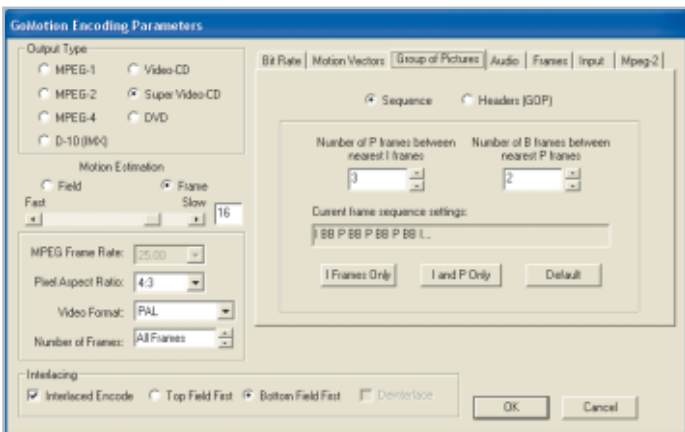 GoMotion Encoding Parameters
Output Type
MPEG-1
Video-CD
MPEG-2
Super Video-CD
MPEG-4
DVD
D-10 (IMX)
Motion Estimation
Field
Frame
Fast
Slow
16
MPEG Frame Rate:
25.00
Pixel Aspect Ratio:
4:3
Video Format:
PAL
Number of Frames:
All Frames
Interlacing
Interlaced Encode
Top Field First
Bottom Field First
Deinterlace
Bit Rate
Motion Vectors
Group of Pictures
Audio
Frames
Input
Mpeg-2
Sequence
Headers (GOP)
Number of P frames between
nearest I frames
3
Number of B frames between
nearest P frames
2
Current frame sequence settings:
I BB P BB P BB P BB I...
I Frames Only
I and P Only
Default
OK
Cancel